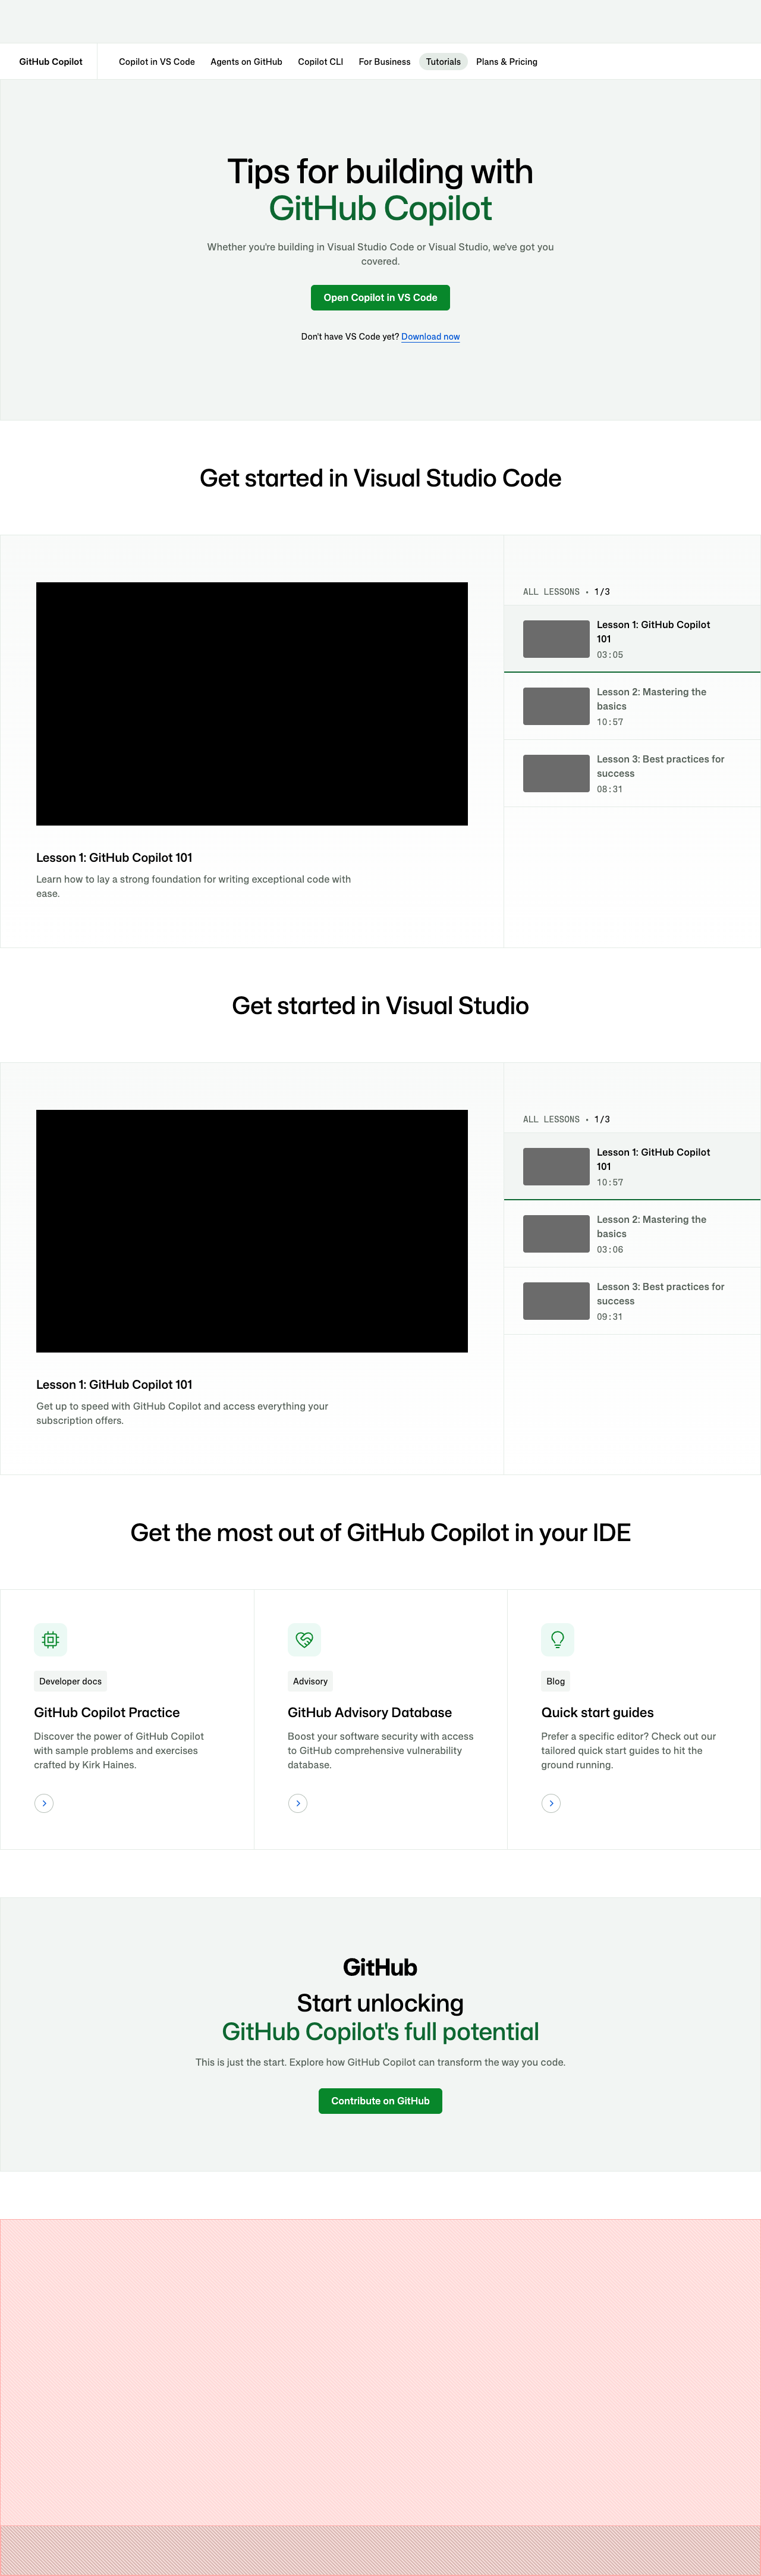 GitHub Copilot
Copilot in VS Code
Agents on GitHub
Copilot CLI
For Business
Tutorials
Plans & Pricing
Tips for building with
GitHub Copilot
Whether you're building in Visual Studio Code or Visual Studio, we've got you
covered.
Open Copilot in VS Code
Don't have VS Code yet? Download now
Get started in Visual Studio Code
Lesson 1: GitHub Copilot 101
Learn how to lay a strong foundation for writing exceptional code with
ease.
ALL LESSONS • 1/3
Lesson 1: GitHub Copilot
101
03:05
Lesson 2: Mastering the
basics
10:57
Lesson 3: Best practices for
success
08:31
Get started in Visual Studio
Lesson 1: GitHub Copilot 101
Get up to speed with GitHub Copilot and access everything your
subscription offers.
ALL LESSONS • 1/3
Lesson 1: GitHub Copilot
101
10:57
Lesson 2: Mastering the
basics
03:06
Lesson 3: Best practices for
success
09:31
Get the most out of GitHub Copilot in your IDE
Developer docs
GitHub Copilot Practice
Discover the power of GitHub Copilot
with sample problems and exercises
crafted by Kirk Haines.
Advisory
GitHub Advisory Database
Boost your software security with access
to GitHub comprehensive vulnerability
database.
Blog
Quick start guides
Prefer a specific editor? Check out our
tailored quick start guides to hit the
ground running.
GitHub
Start unlocking
GitHub Copilot's full potential
This is just the start. Explore how GitHub Copilot can transform the way you code.
Contribute on GitHub